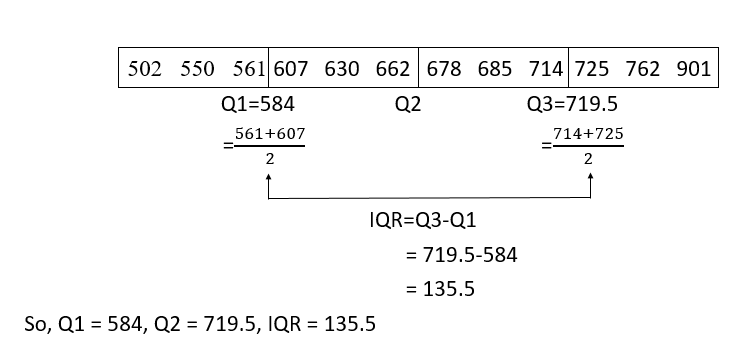 502 550 561 607 630 662 678 685 714 725 762 901
Q1=584 Q2 Q3=719.5
=561+607/2 =714+725/2
IQR=Q3-Q1
= 719.5-584
= 135.5
So, Q1 = 584, Q2 = 719.5, IQR = 135.5